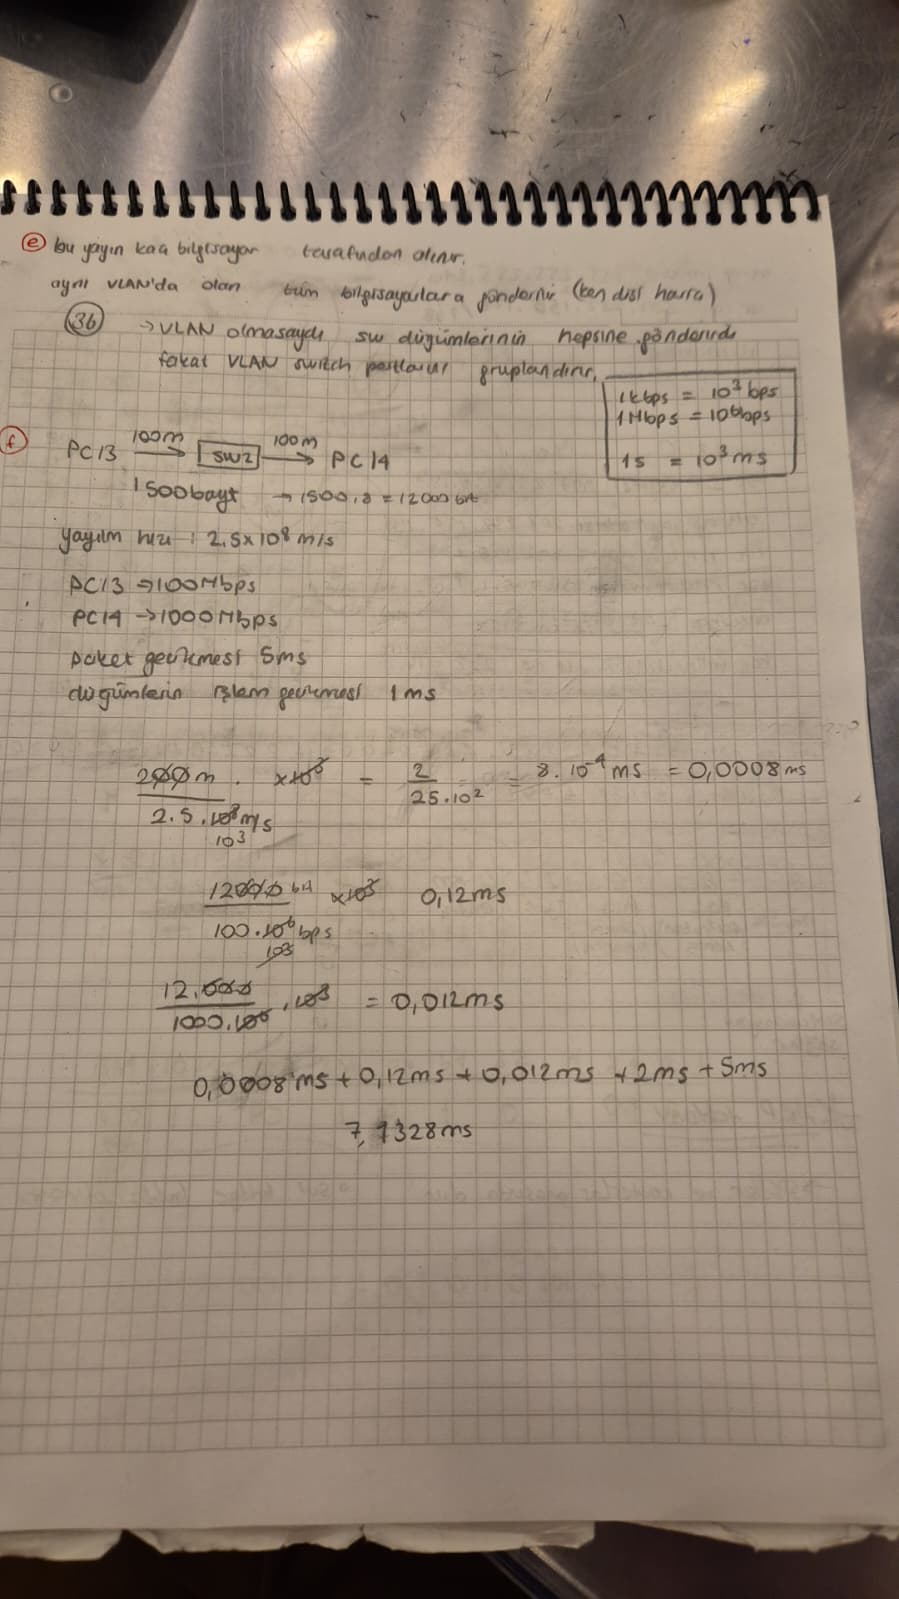 e bu yayın kaa bilgisayar tarafından alınır.
aynı VLAN'da olan tüm bilgisayarlara gönderilir (kendisi hariç)
36 → VLAN olmasaydı sw düğümlerinin hepsine gönderirdi
fakat VLAN switch portlarını gruplandırır.
1kbps = 10³ bps
1Mbps = 10⁶bps
1s = 10³ ms
f PC13 100m → SW2 100m → PC14
1500bayt → 1500.8 = 12000 bit
Yayılım hızı : 2.5x10⁸ m/s
PC13 → 100Mbps
PC14 → 1000Mbps
paket gecikmesi 5ms
düğümlerin işlem gecikmesi 1ms
200m / 2.5.10⁸m/s . x10³ = 2 / 25.10² = 8.10⁻⁴ ms = 0,0008 ms
10³
12000 bit / 100.10⁶ bps x10³ 0,12ms
10³
12.000 / 1000.10⁶ . 10³ = 0,012ms
0,0008 ms + 0,12ms + 0,012ms + 2ms + 5ms
7,1328ms